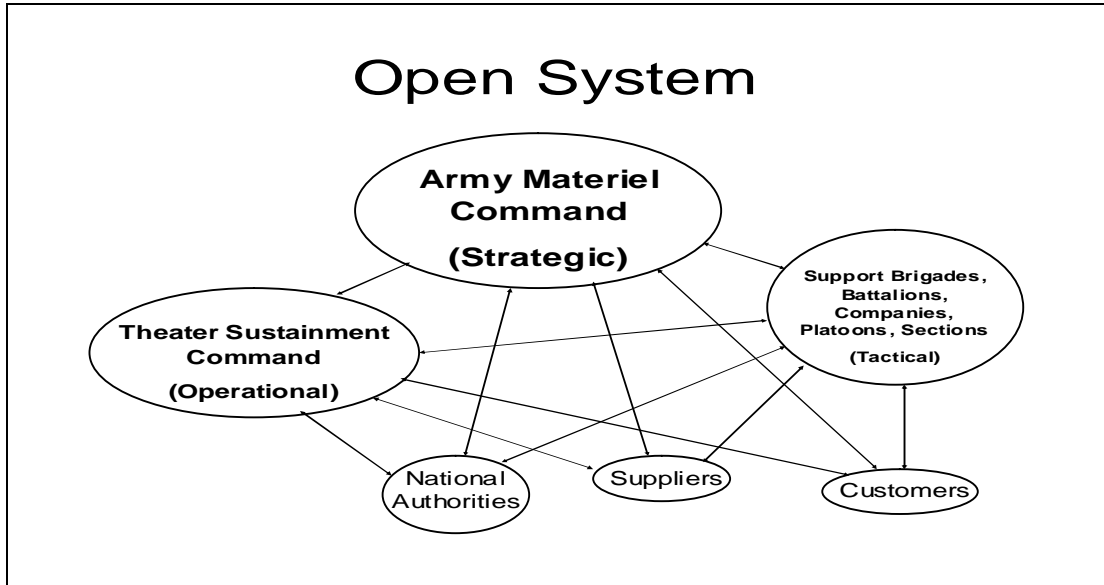 Open System
Army Materiel
Command
(Strategic)
Support Brigades,
Battalions,
Companies,
Platoons, Sections
(Tactical)
Theater Sustainment
Command
(Operational)
National
Authorities
Suppliers
Customers